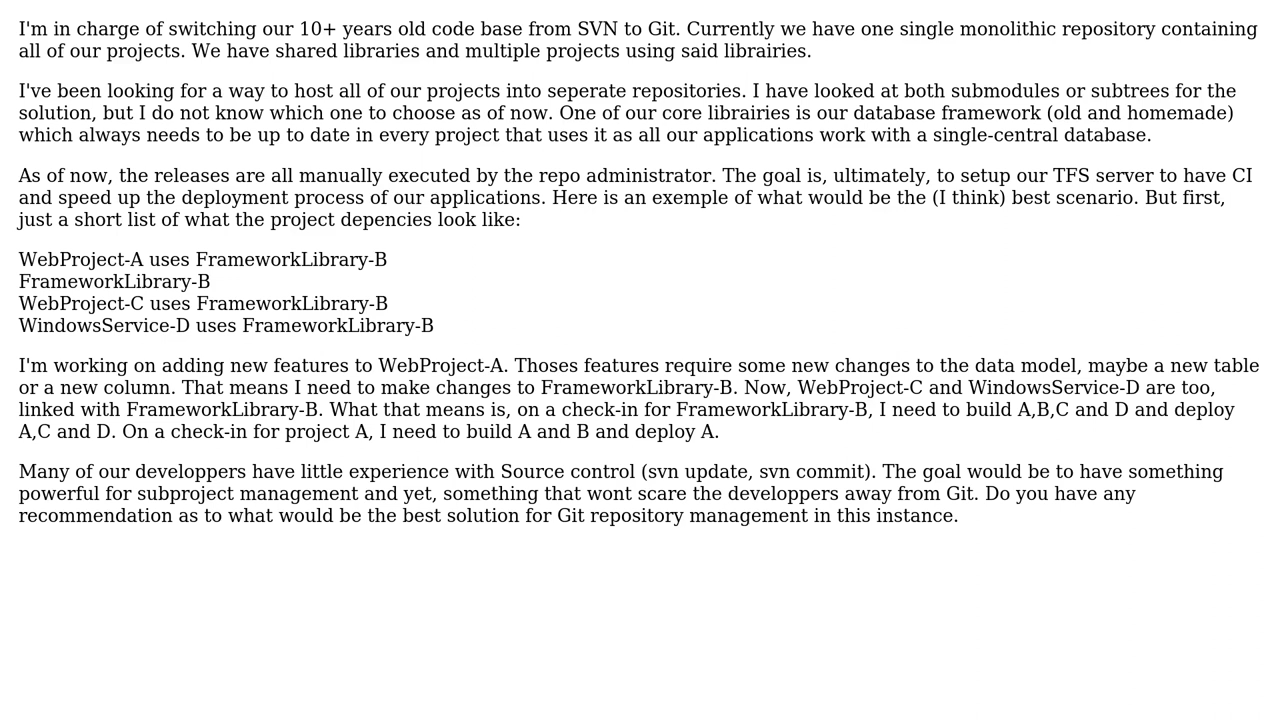 I'm in charge of switching our 10+ years old code base from SVN to Git. Currently we have one single monolithic repository containing
all of our projects. We have shared libraries and multiple projects using said librairies.
I've been looking for a way to host all of our projects into seperate repositories. I have looked at both submodules or subtrees for the
solution, but I do not know which one to choose as of now. One of our core librairies is our database framework (old and homemade)
which always needs to be up to date in every project that uses it as all our applications work with a single-central database.
As of now, the releases are all manually executed by the repo administrator. The goal is, ultimately, to setup our TFS server to have CI
and speed up the deployment process of our applications. Here is an exemple of what would be the (I think) best scenario. But first,
just a short list of what the project depencies look like:
WebProject-A uses FrameworkLibrary-B
FrameworkLibrary-B
WebProject-C uses FrameworkLibrary-B
WindowsService-D uses FrameworkLibrary-B
I'm working on adding new features to WebProject-A. Thoses features require some new changes to the data model, maybe a new table
or a new column. That means I need to make changes to FrameworkLibrary-B. Now, WebProject-C and WindowsService-D are too,
linked with FrameworkLibrary-B. What that means is, on a check-in for FrameworkLibrary-B, I need to build A,B,C and D and deploy
A,C and D. On a check-in for project A, I need to build A and B and deploy A.
Many of our developpers have little experience with Source control (svn update, svn commit). The goal would be to have something
powerful for subproject management and yet, something that wont scare the developpers away from Git. Do you have any
recommendation as to what would be the best solution for Git repository management in this instance.